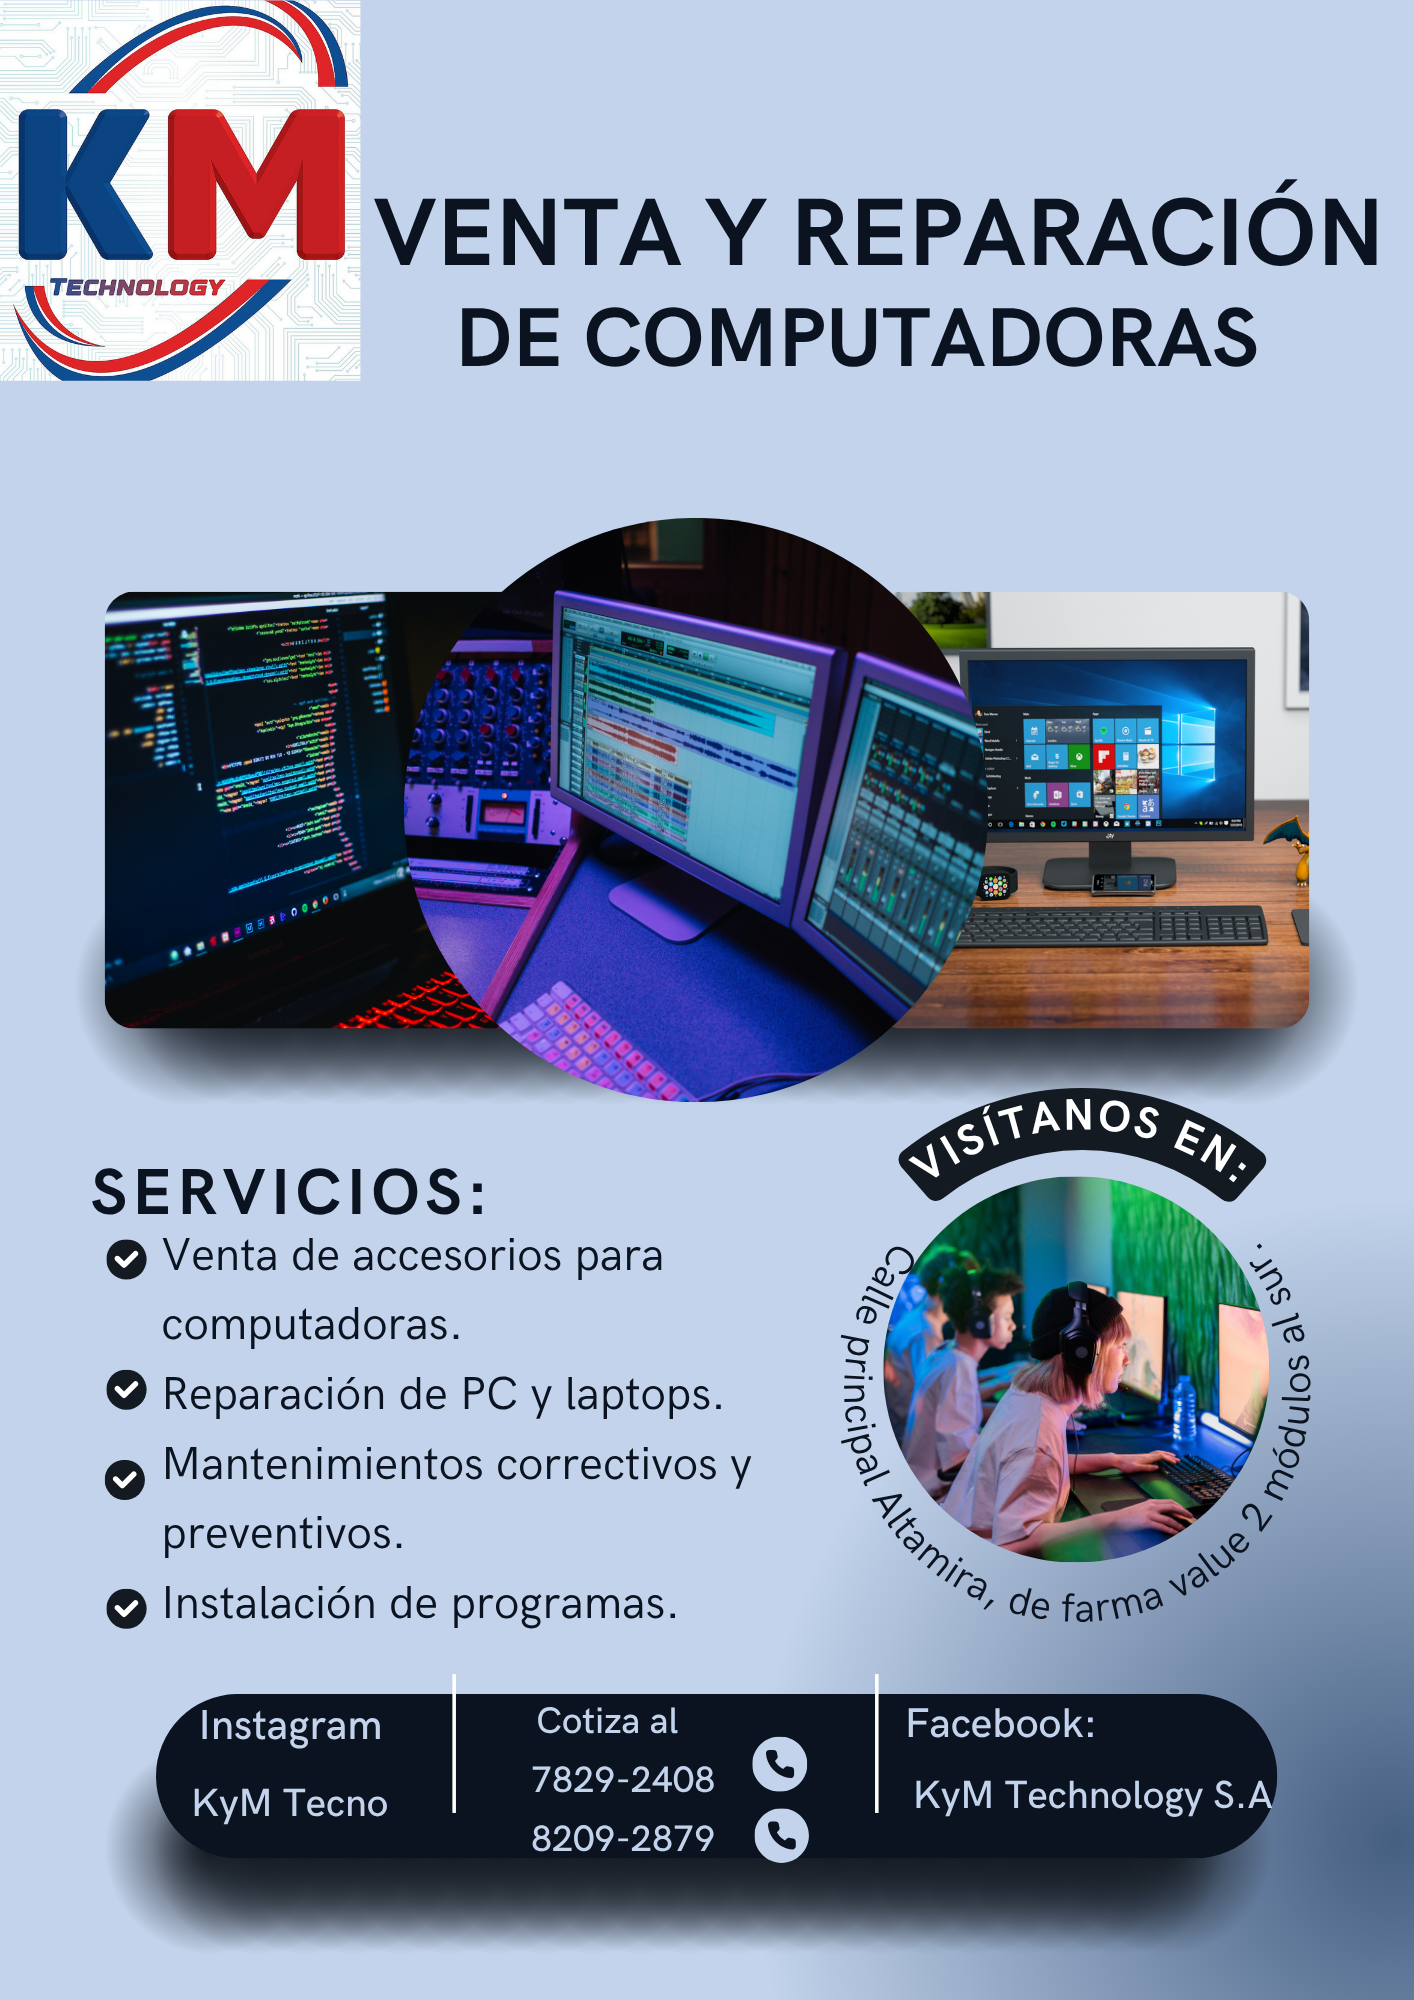 KM
TECHNOLOGY
VENTA Y REPARACIÓN
DE COMPUTADORAS
SERVICIOS:
Venta de accesorios para
computadoras.
Reparación de PC y laptops.
Mantenimientos correctivos y
preventivos.
Instalación de programas.
VISÍTANOS EN:
Calle principal Altamira, de farma value 2 módulos al sur.
Instagram
KyM Tecno
Cotiza al
7829-2408
8209-2879
Facebook:
KyM Technology S.A